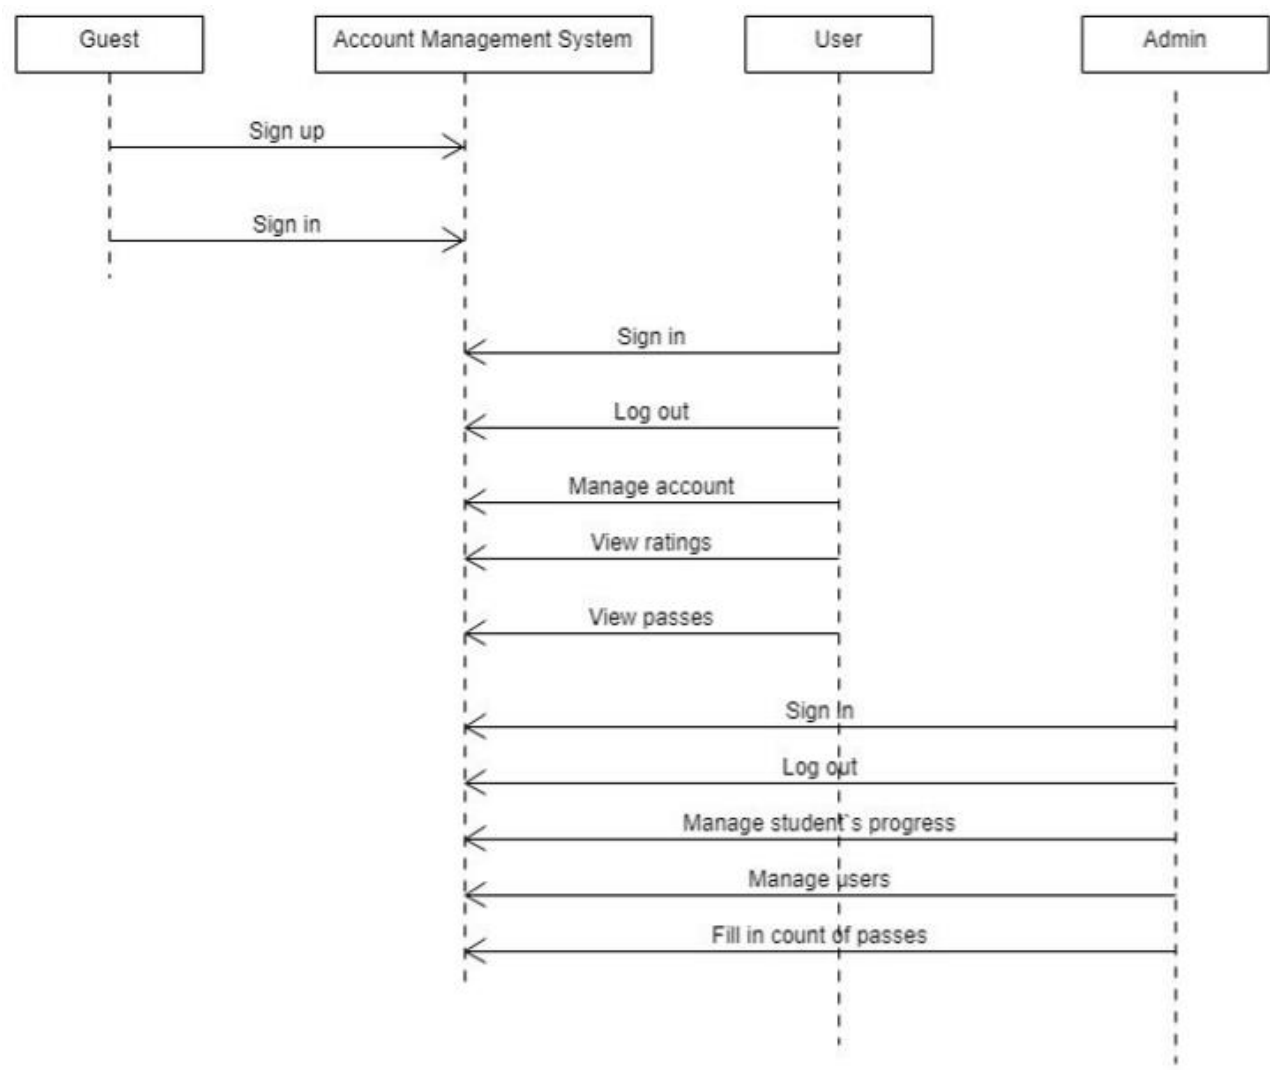 Guest
Account Management System
User
Admin
Sign up
Sign in
Sign in
Log out
Manage account
View ratings
View passes
Sign In
Log out
Manage student`s progress
Manage users
Fill in count of passes